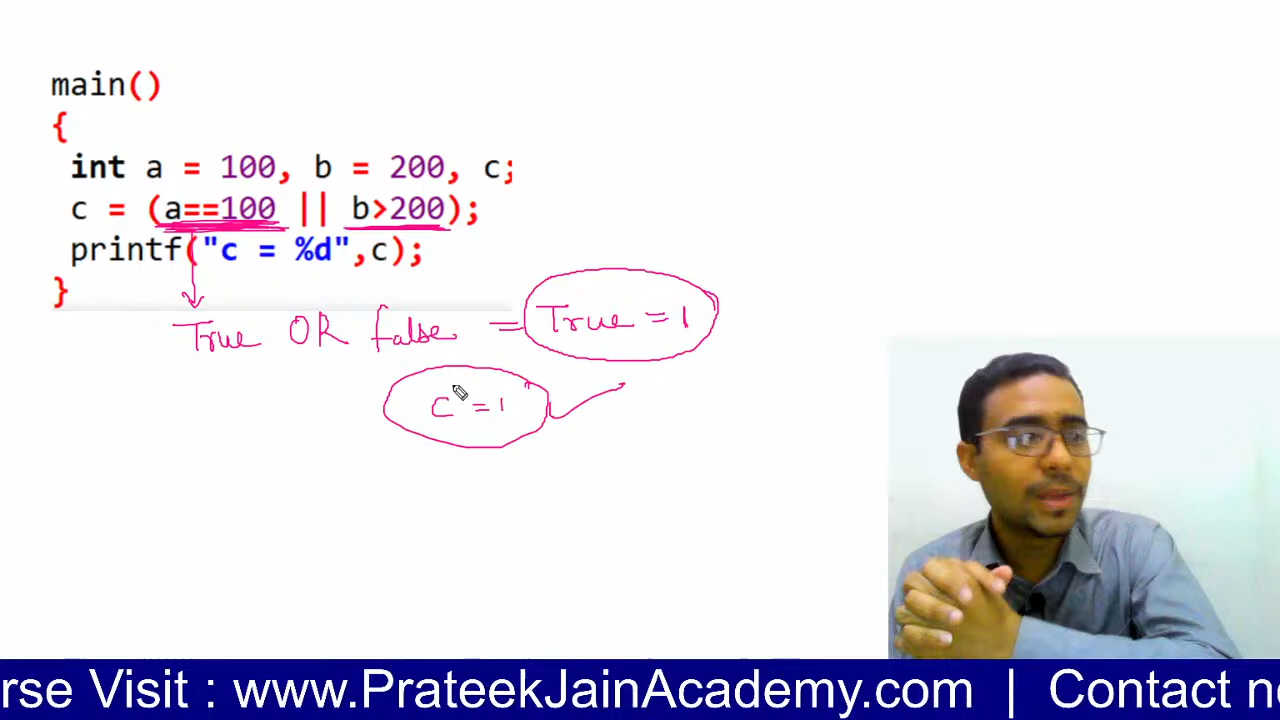 main()
{
int a = 100, b = 200, c;
c = (a==100 || b>200);
printf("c = %d",c);
}
True OR false = True = 1
c = 1
rse Visit : www.PrateekJainAcademy.com | Contact n